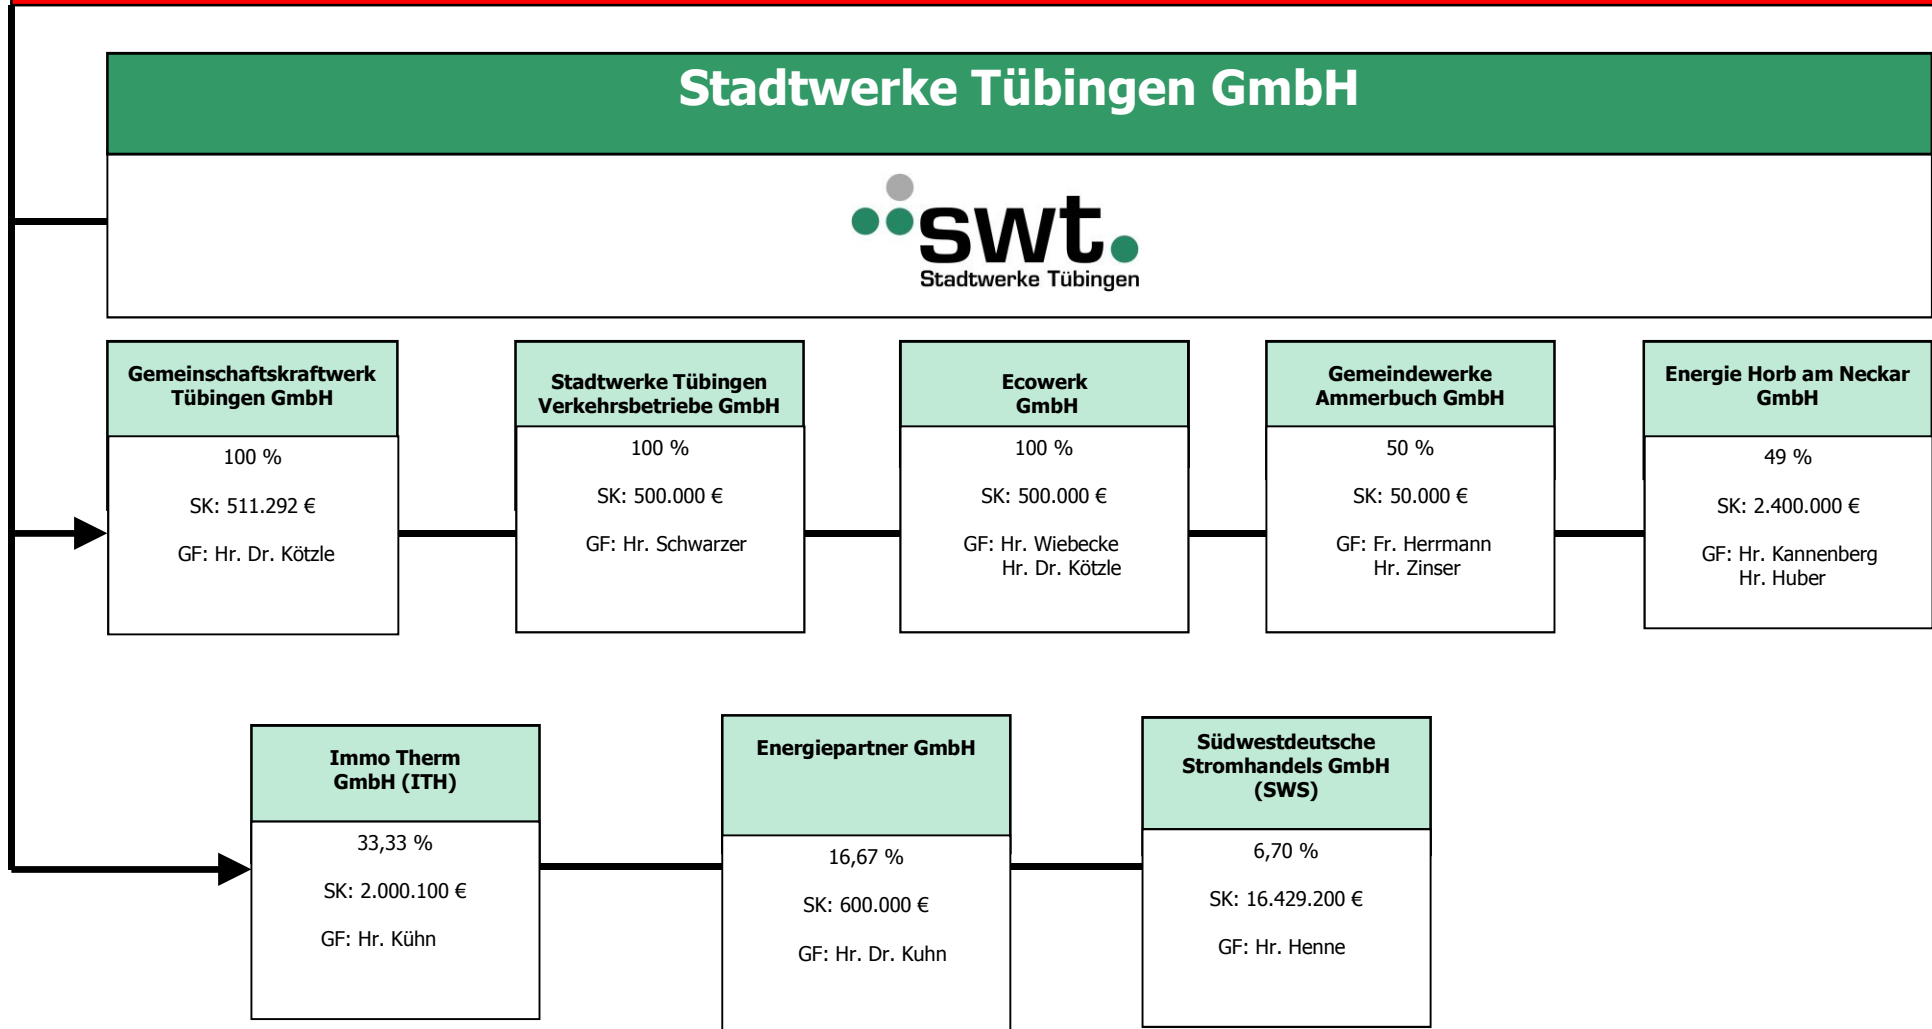 Stadtwerke Tübingen GmbH
swt.
Stadtwerke Tübingen
Gemeinschaftskraftwerk
Tübingen GmbH
100 %
SK: 511.292 €
GF: Hr. Dr. Kötzle
Stadtwerke Tübingen
Verkehrsbetriebe GmbH
100 %
SK: 500.000 €
GF: Hr. Schwarzer
Ecowerk
GmbH
100 %
SK: 500.000 €
GF: Hr. Wiebecke
Hr. Dr. Kötzle
Gemeindewerke
Ammerbuch GmbH
50 %
SK: 50.000 €
GF: Fr. Herrmann
Hr. Zinser
Energie Horb am Neckar
GmbH
49 %
SK: 2.400.000 €
GF: Hr. Kannenberg
Hr. Huber
Immo Therm
GmbH (ITH)
33,33 %
SK: 2.000.100 €
GF: Hr. Kühn
Energiepartner GmbH
16,67 %
SK: 600.000 €
GF: Hr. Dr. Kuhn
Südwestdeutsche
Stromhandels GmbH
(SWS)
6,70 %
SK: 16.429.200 €
GF: Hr. Henne